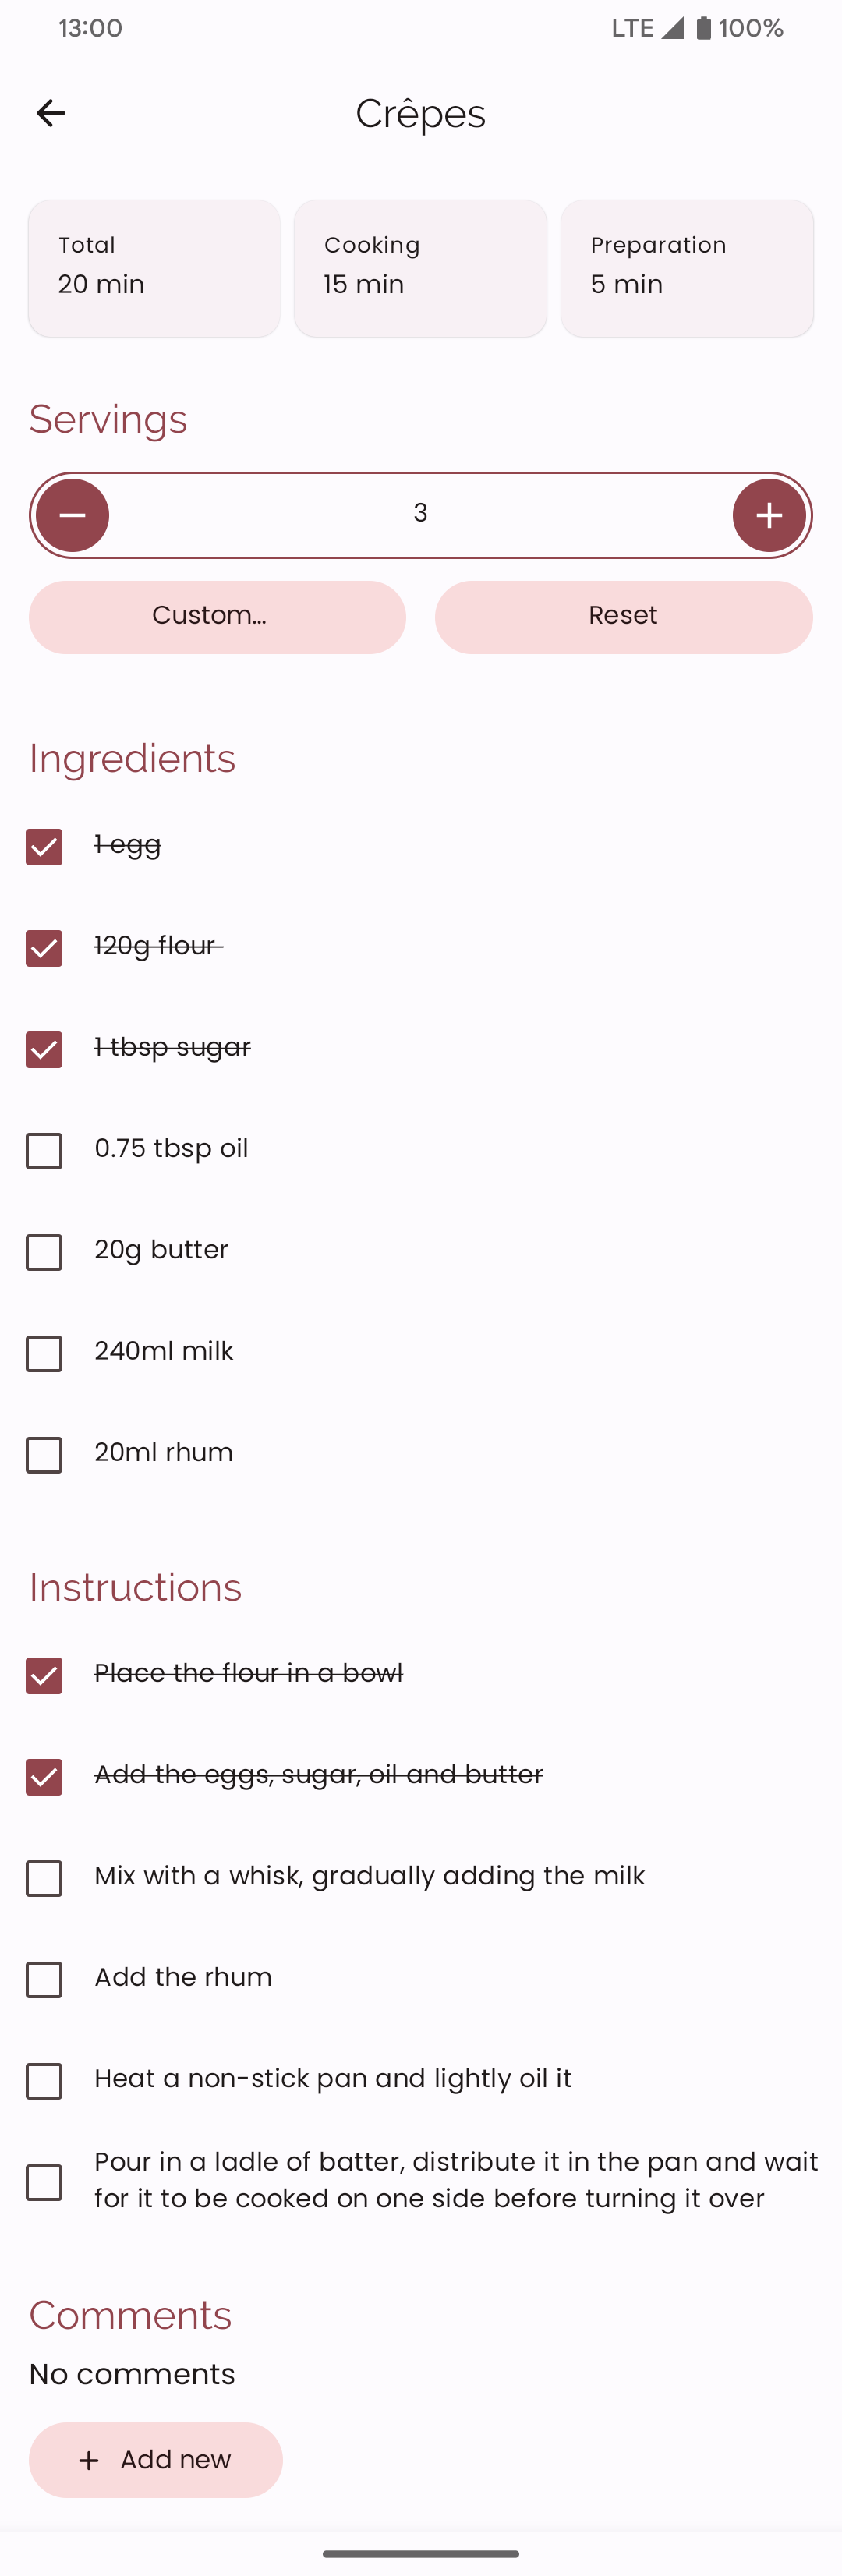 13:00
LTE 100%
Crêpes
Total
20 min
Cooking
15 min
Preparation
5 min
Servings
3
Custom...
Reset
Ingredients
1 egg
120g flour
1 tbsp sugar
0.75 tbsp oil
20g butter
240ml milk
20ml rhum
Instructions
Place the flour in a bowl
Add the eggs, sugar, oil and butter
Mix with a whisk, gradually adding the milk
Add the rhum
Heat a non-stick pan and lightly oil it
Pour in a ladle of batter, distribute it in the pan and wait
for it to be cooked on one side before turning it over
Comments
No comments
+ Add new